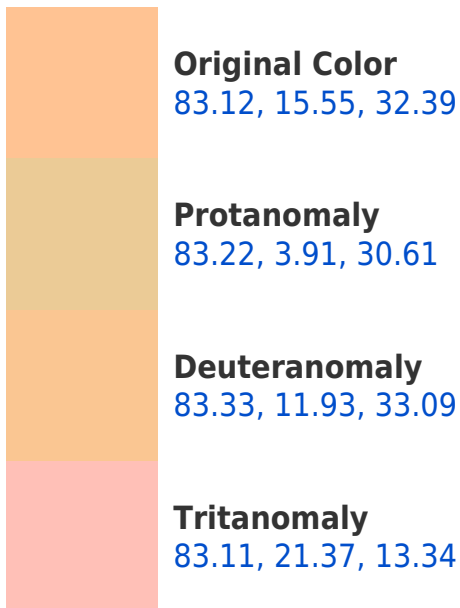 Original Color
83.12, 15.55, 32.39
Protanomaly
83.22, 3.91, 30.61
Deuteranomaly
83.33, 11.93, 33.09
Tritanomaly
83.11, 21.37, 13.34